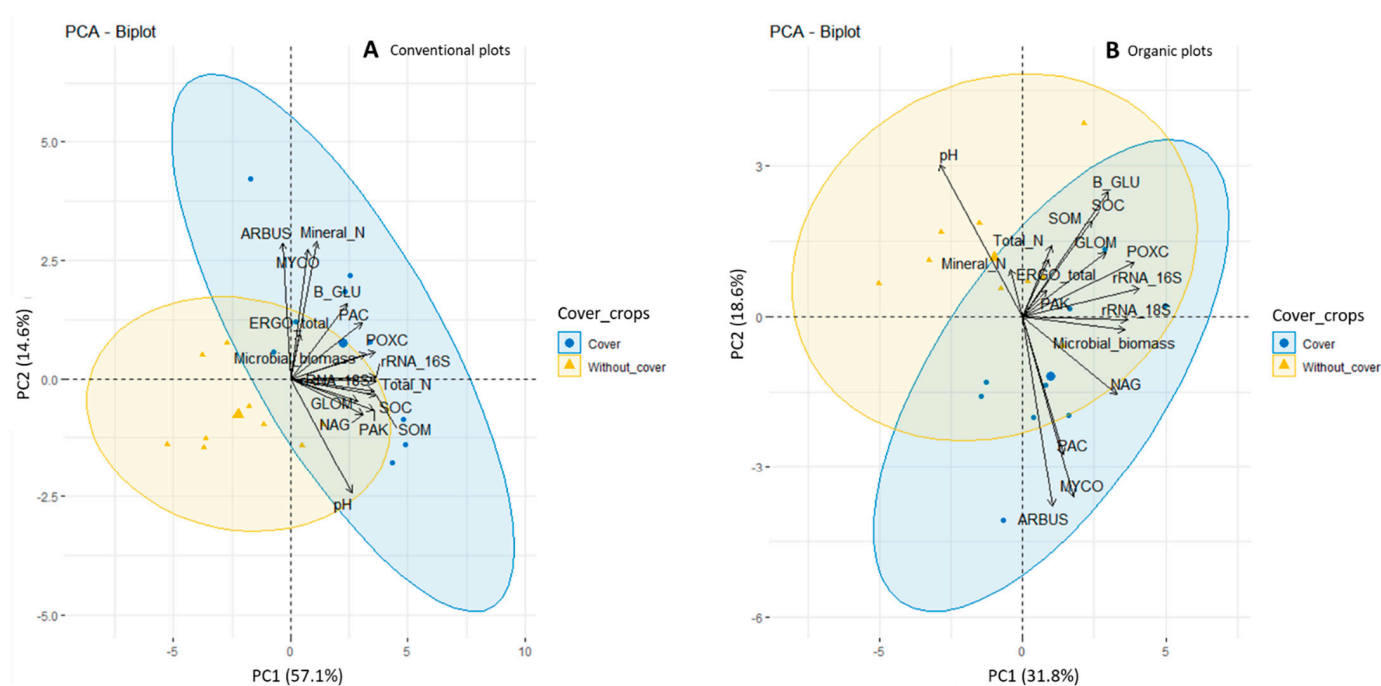 PCA - Biplot
A Conventional plots
5.0
2.5
0.0
-2.5
-5.0
PC2 (14.6%)
ARBUS
Mineral_N
MYCO
B_GLU
PAC
ERGO_total
POXC
Microbial_biomass
rRNA_16S
rRNA_18S
Total_N
GLOM
SOC
NAG
PAK
SOM
pH
-5
0
5
10
PC1 (57.1%)
Cover_crops
Cover
Without_cover
PCA - Biplot
B Organic plots
3
0
-3
-6
PC2 (18.6%)
pH
B_GLU
SOC
SOM
Total_N
GLOM
POXC
Mineral_N
ERGO_total
rRNA_16S
PAK
rRNA_18S
Microbial_biomass
NAG
PAC
MYCO
ARBUS
-5
0
5
PC1 (31.8%)
Cover_crops
Cover
Without_cover